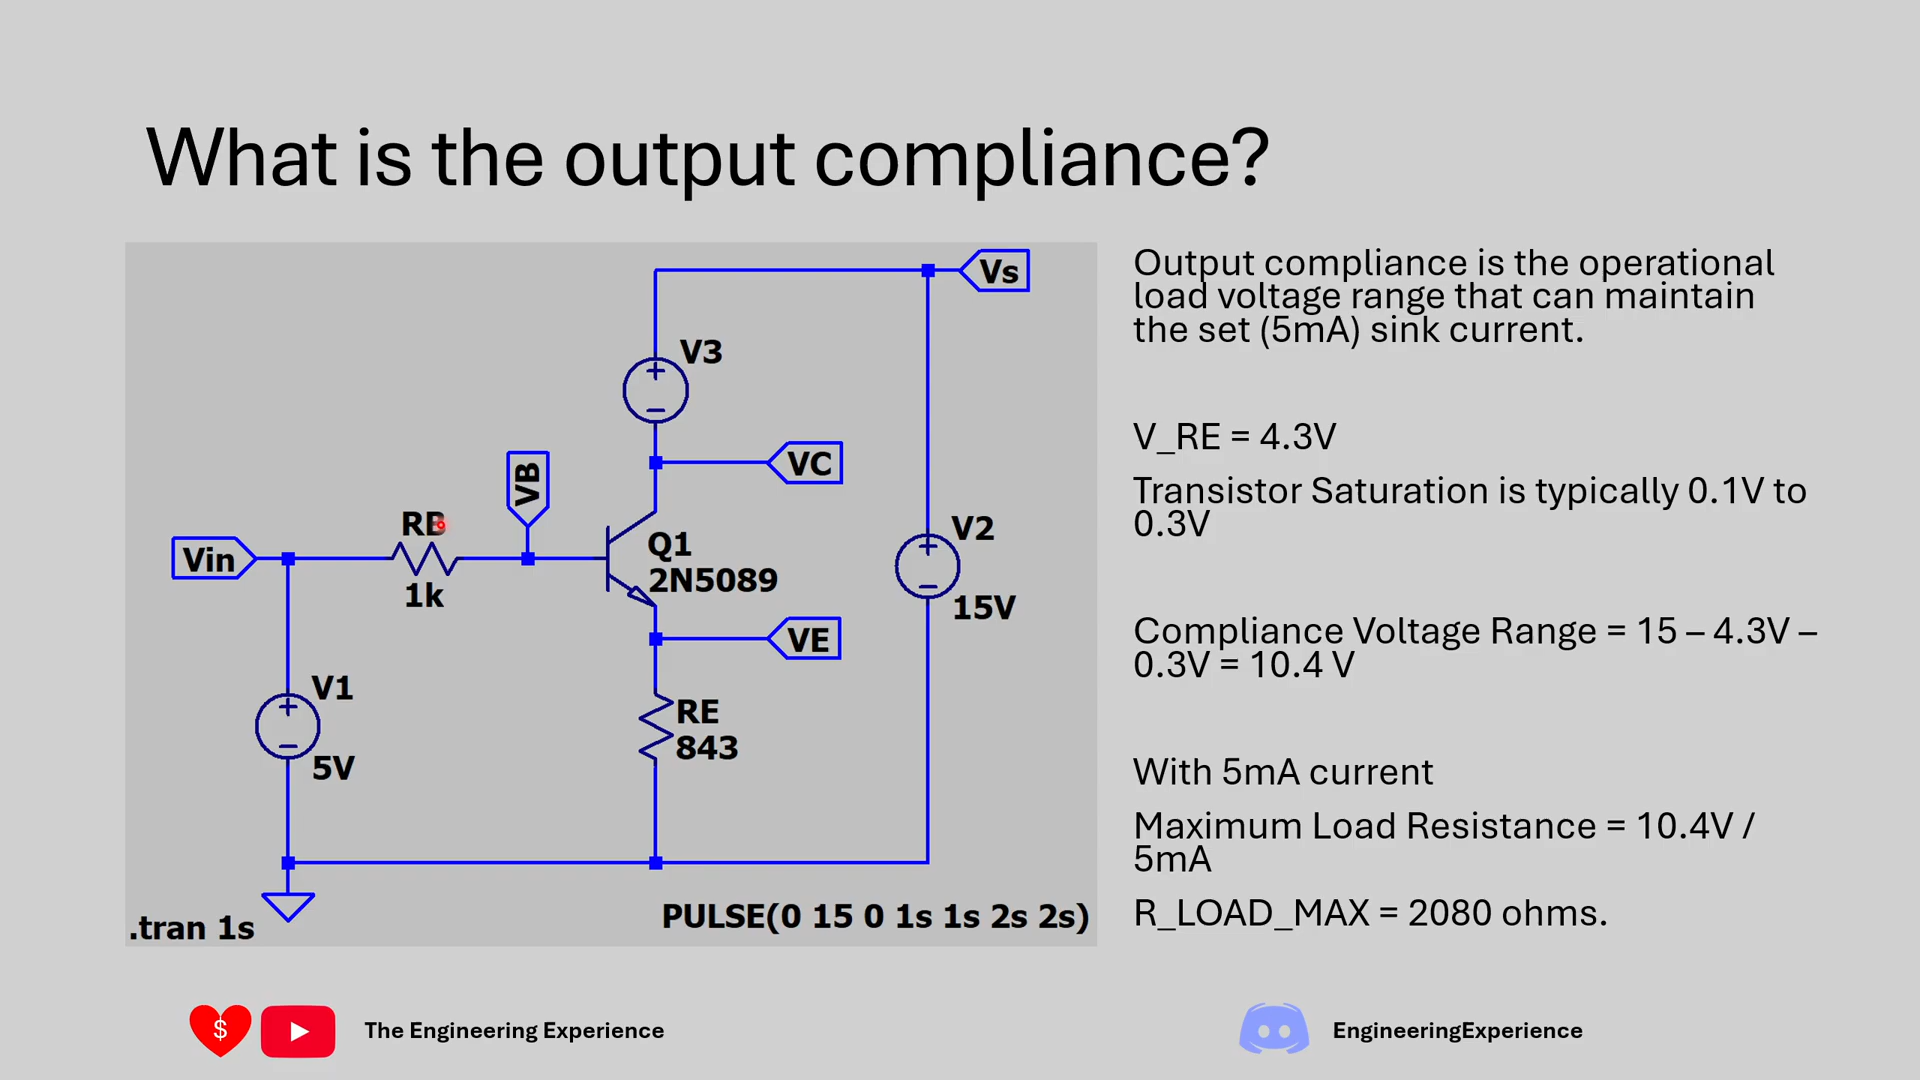 What is the output compliance?
Vs
V3
VC
VB
RB
Vin
1k
Q1
2N5089
V2
15V
VE
V1
5V
RE
843
.tran 1s
PULSE(0 15 0 1s 1s 2s 2s)
Output compliance is the operational
load voltage range that can maintain
the set (5mA) sink current.
V_RE = 4.3V
Transistor Saturation is typically 0.1V to
0.3V
Compliance Voltage Range = 15 – 4.3V –
0.3V = 10.4 V
With 5mA current
Maximum Load Resistance = 10.4V /
5mA
R_LOAD_MAX = 2080 ohms.
$
The Engineering Experience
EngineeringExperience